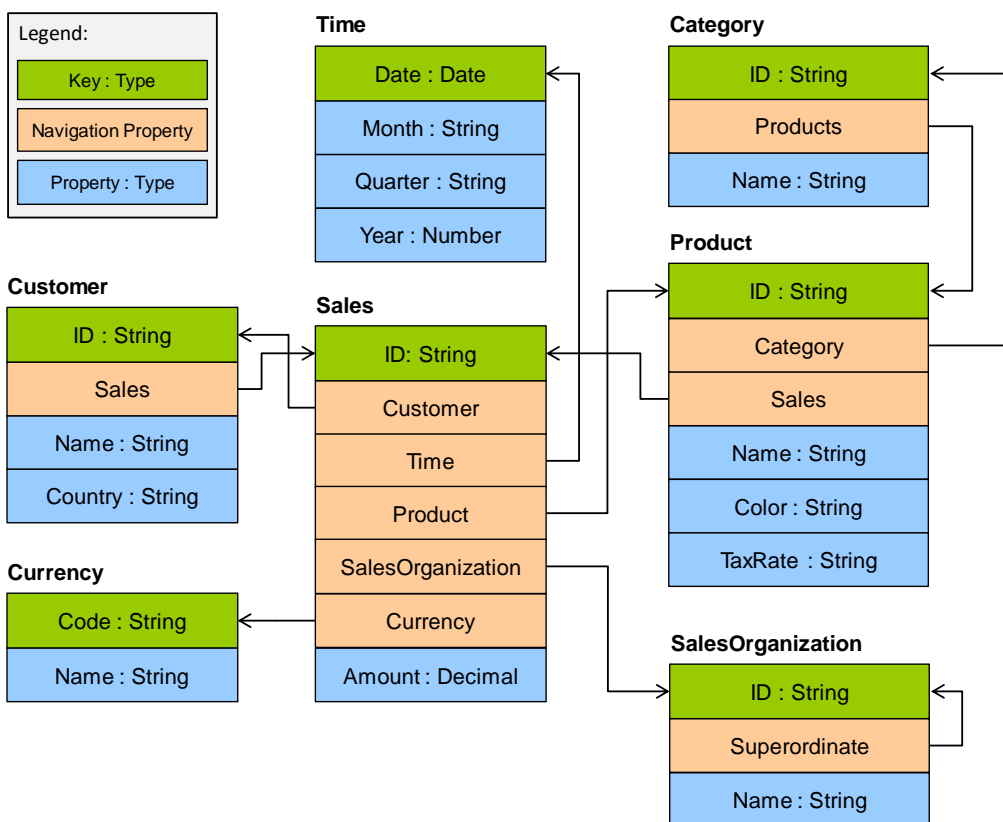 Legend:
Key : Type
Navigation Property
Property : Type
Time
Date : Date
Month : String
Quarter : String
Year : Number
Category
ID : String
Products
Name : String
Customer
ID : String
Sales
Name : String
Country : String
Sales
ID: String
Customer
Time
Product
SalesOrganization
Currency
Amount : Decimal
Product
ID : String
Category
Sales
Name : String
Color : String
TaxRate : String
Currency
Code : String
Name : String
SalesOrganization
ID : String
Superordinate
Name : String